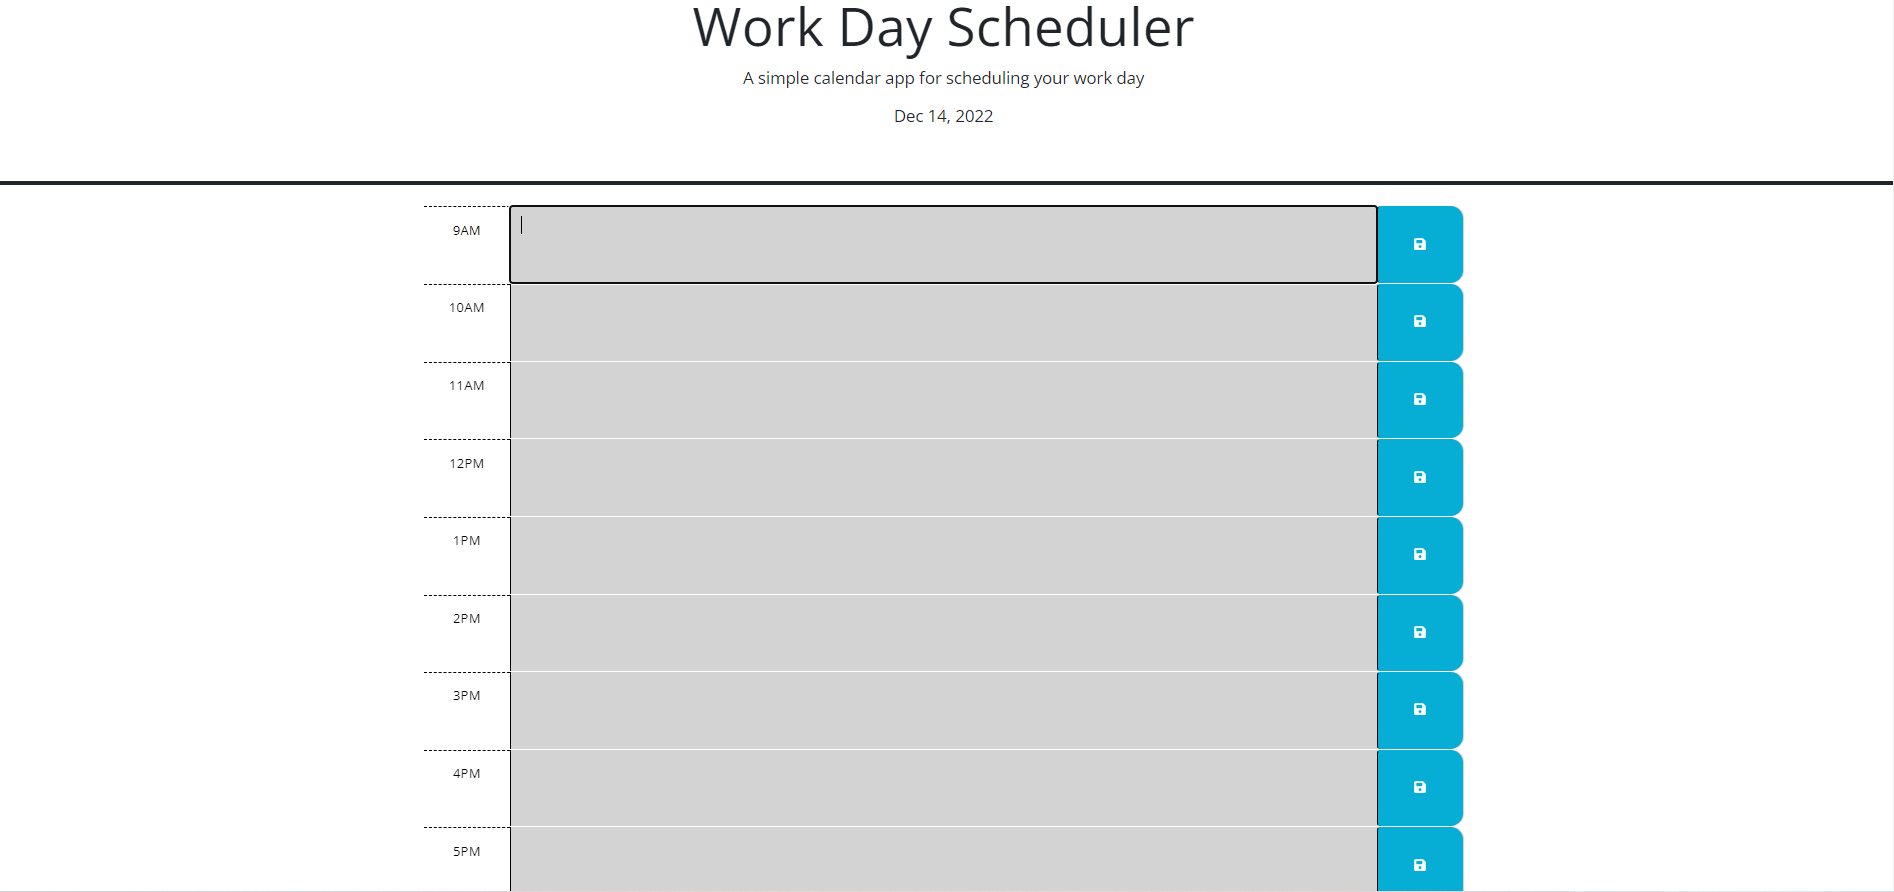 Work Day Scheduler
A simple calendar app for scheduling your work day
Dec 14, 2022
9AM
10AM
11AM
12PM
1PM
2PM
3PM
4PM
5PM